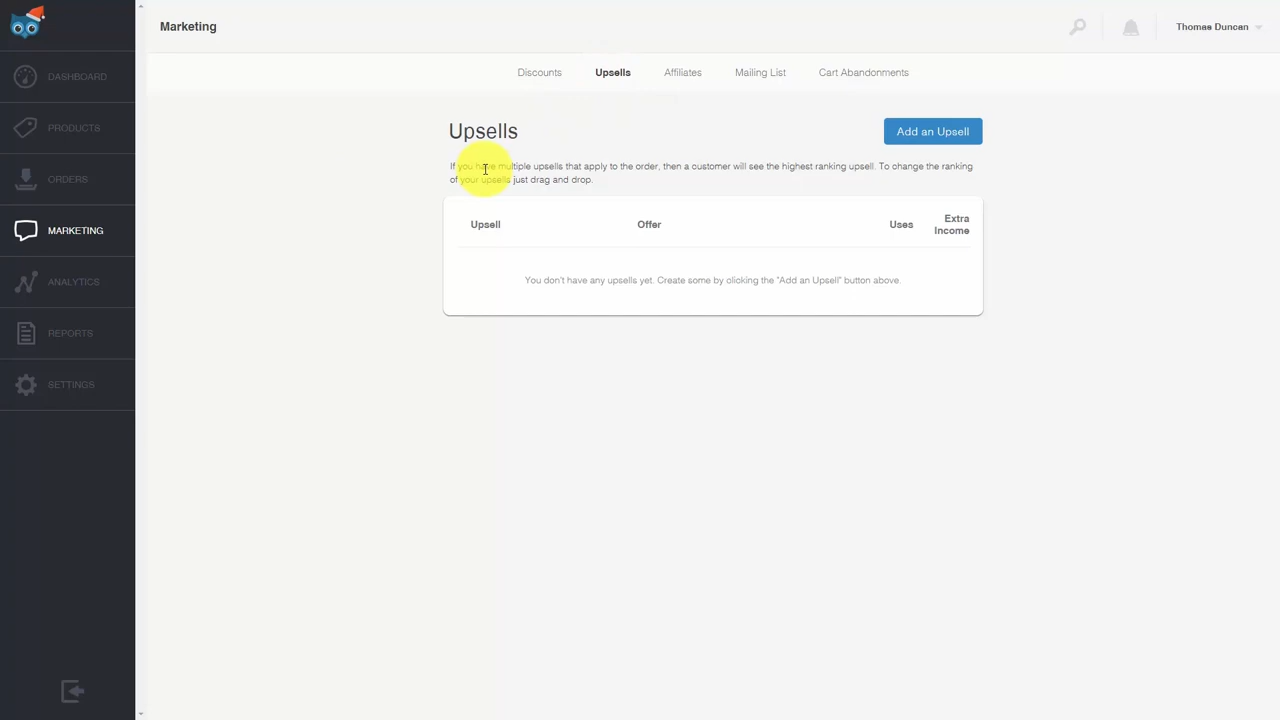 Marketing
Thomas Duncan
DASHBOARD
PRODUCTS
ORDERS
MARKETING
ANALYTICS
REPORTS
SETTINGS
Discounts
Upsells
Affiliates
Mailing List
Cart Abandonments
Upsells
Add an Upsell
If you have multiple upsells that apply to the order, then a customer will see the highest ranking upsell. To change the ranking
of your upsells just drag and drop.
Upsell
Offer
Uses
Extra
Income
You don't have any upsells yet. Create some by clicking the "Add an Upsell" button above.